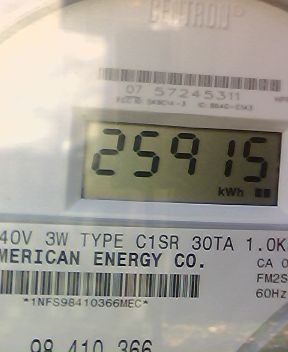 CENTRON®
07 57245311
25915
kWh
40V 3W TYPE C1SR 30TA 1.0K
MERICAN ENERGY CO.
CA 0
FM2S
60Hz
*1NFS98410366MEC*
98 410 366